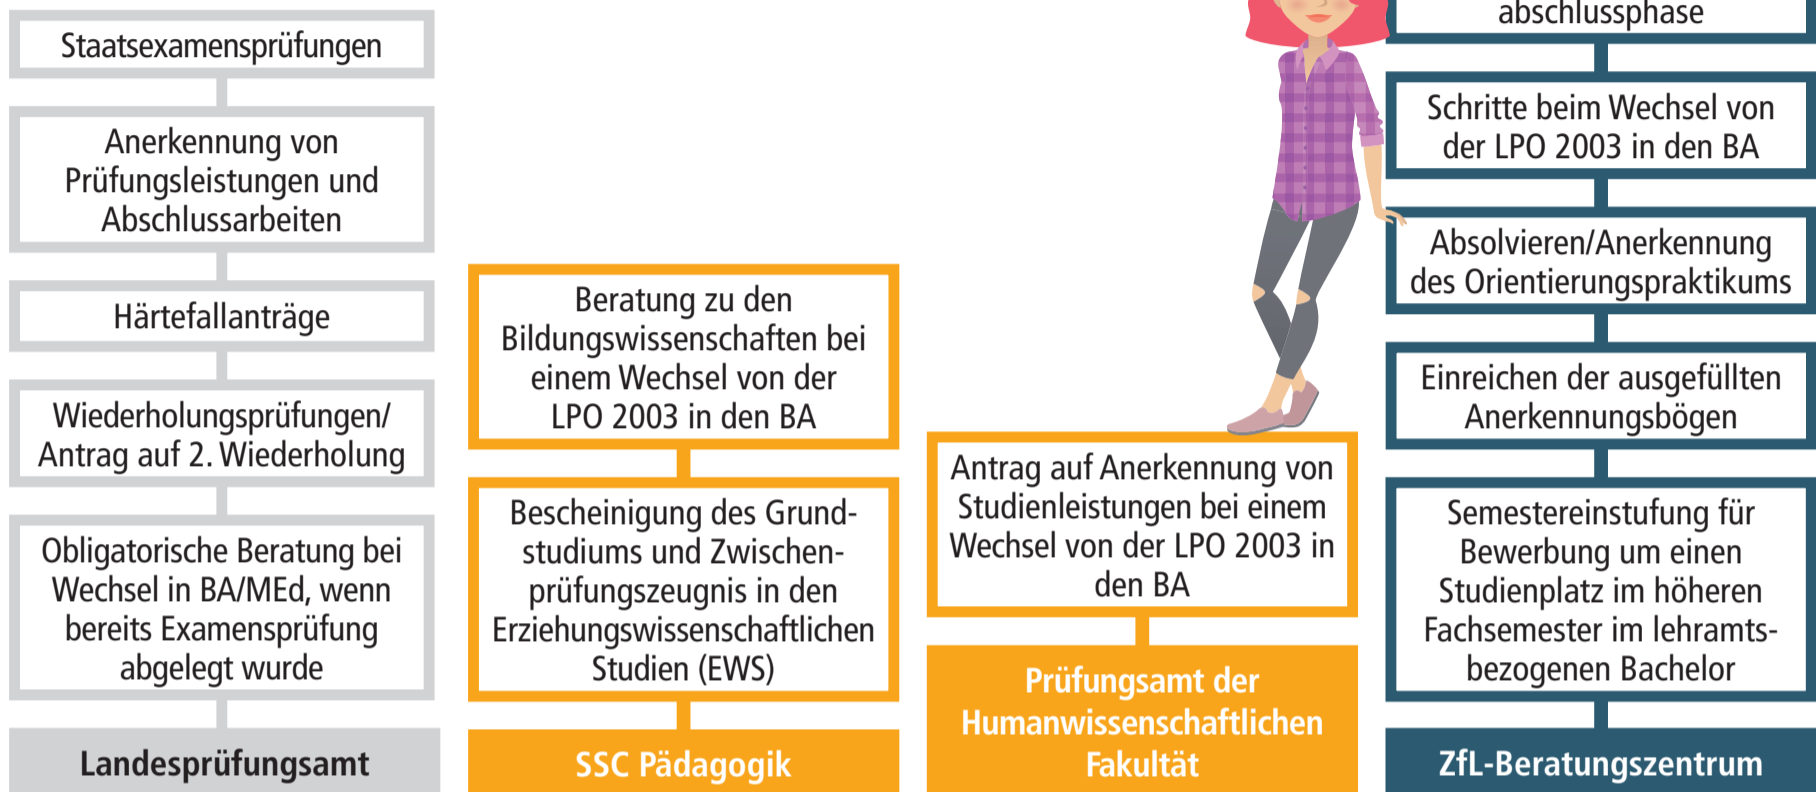 Staatsexamensprüfungen
Anerkennung von
Prüfungsleistungen und
Abschlussarbeiten
Härtefallanträge
Wiederholungsprüfungen/
Antrag auf 2. Wiederholung
Obligatorische Beratung bei
Wechsel in BA/MEd, wenn
bereits Examensprüfung
abgelegt wurde
Landesprüfungsamt
Beratung zu den
Bildungswissenschaften bei
einem Wechsel von der
LPO 2003 in den BA
Bescheinigung des Grund-
studiums und Zwischen-
prüfungszeugnis in den
Erziehungswissenschaftlichen
Studien (EWS)
SSC Pädagogik
Antrag auf Anerkennung von
Studienleistungen bei einem
Wechsel von der LPO 2003 in
den BA
Prüfungsamt der
Humanwissenschaftlichen
Fakultät
abschlussphase
Schritte beim Wechsel von
der LPO 2003 in den BA
Absolvieren/Anerkennung
des Orientierungspraktikums
Einreichen der ausgefüllten
Anerkennungsbögen
Semestereinstufung für
Bewerbung um einen
Studienplatz im höheren
Fachsemester im lehramts-
bezogenen Bachelor
ZfL-Beratungszentrum